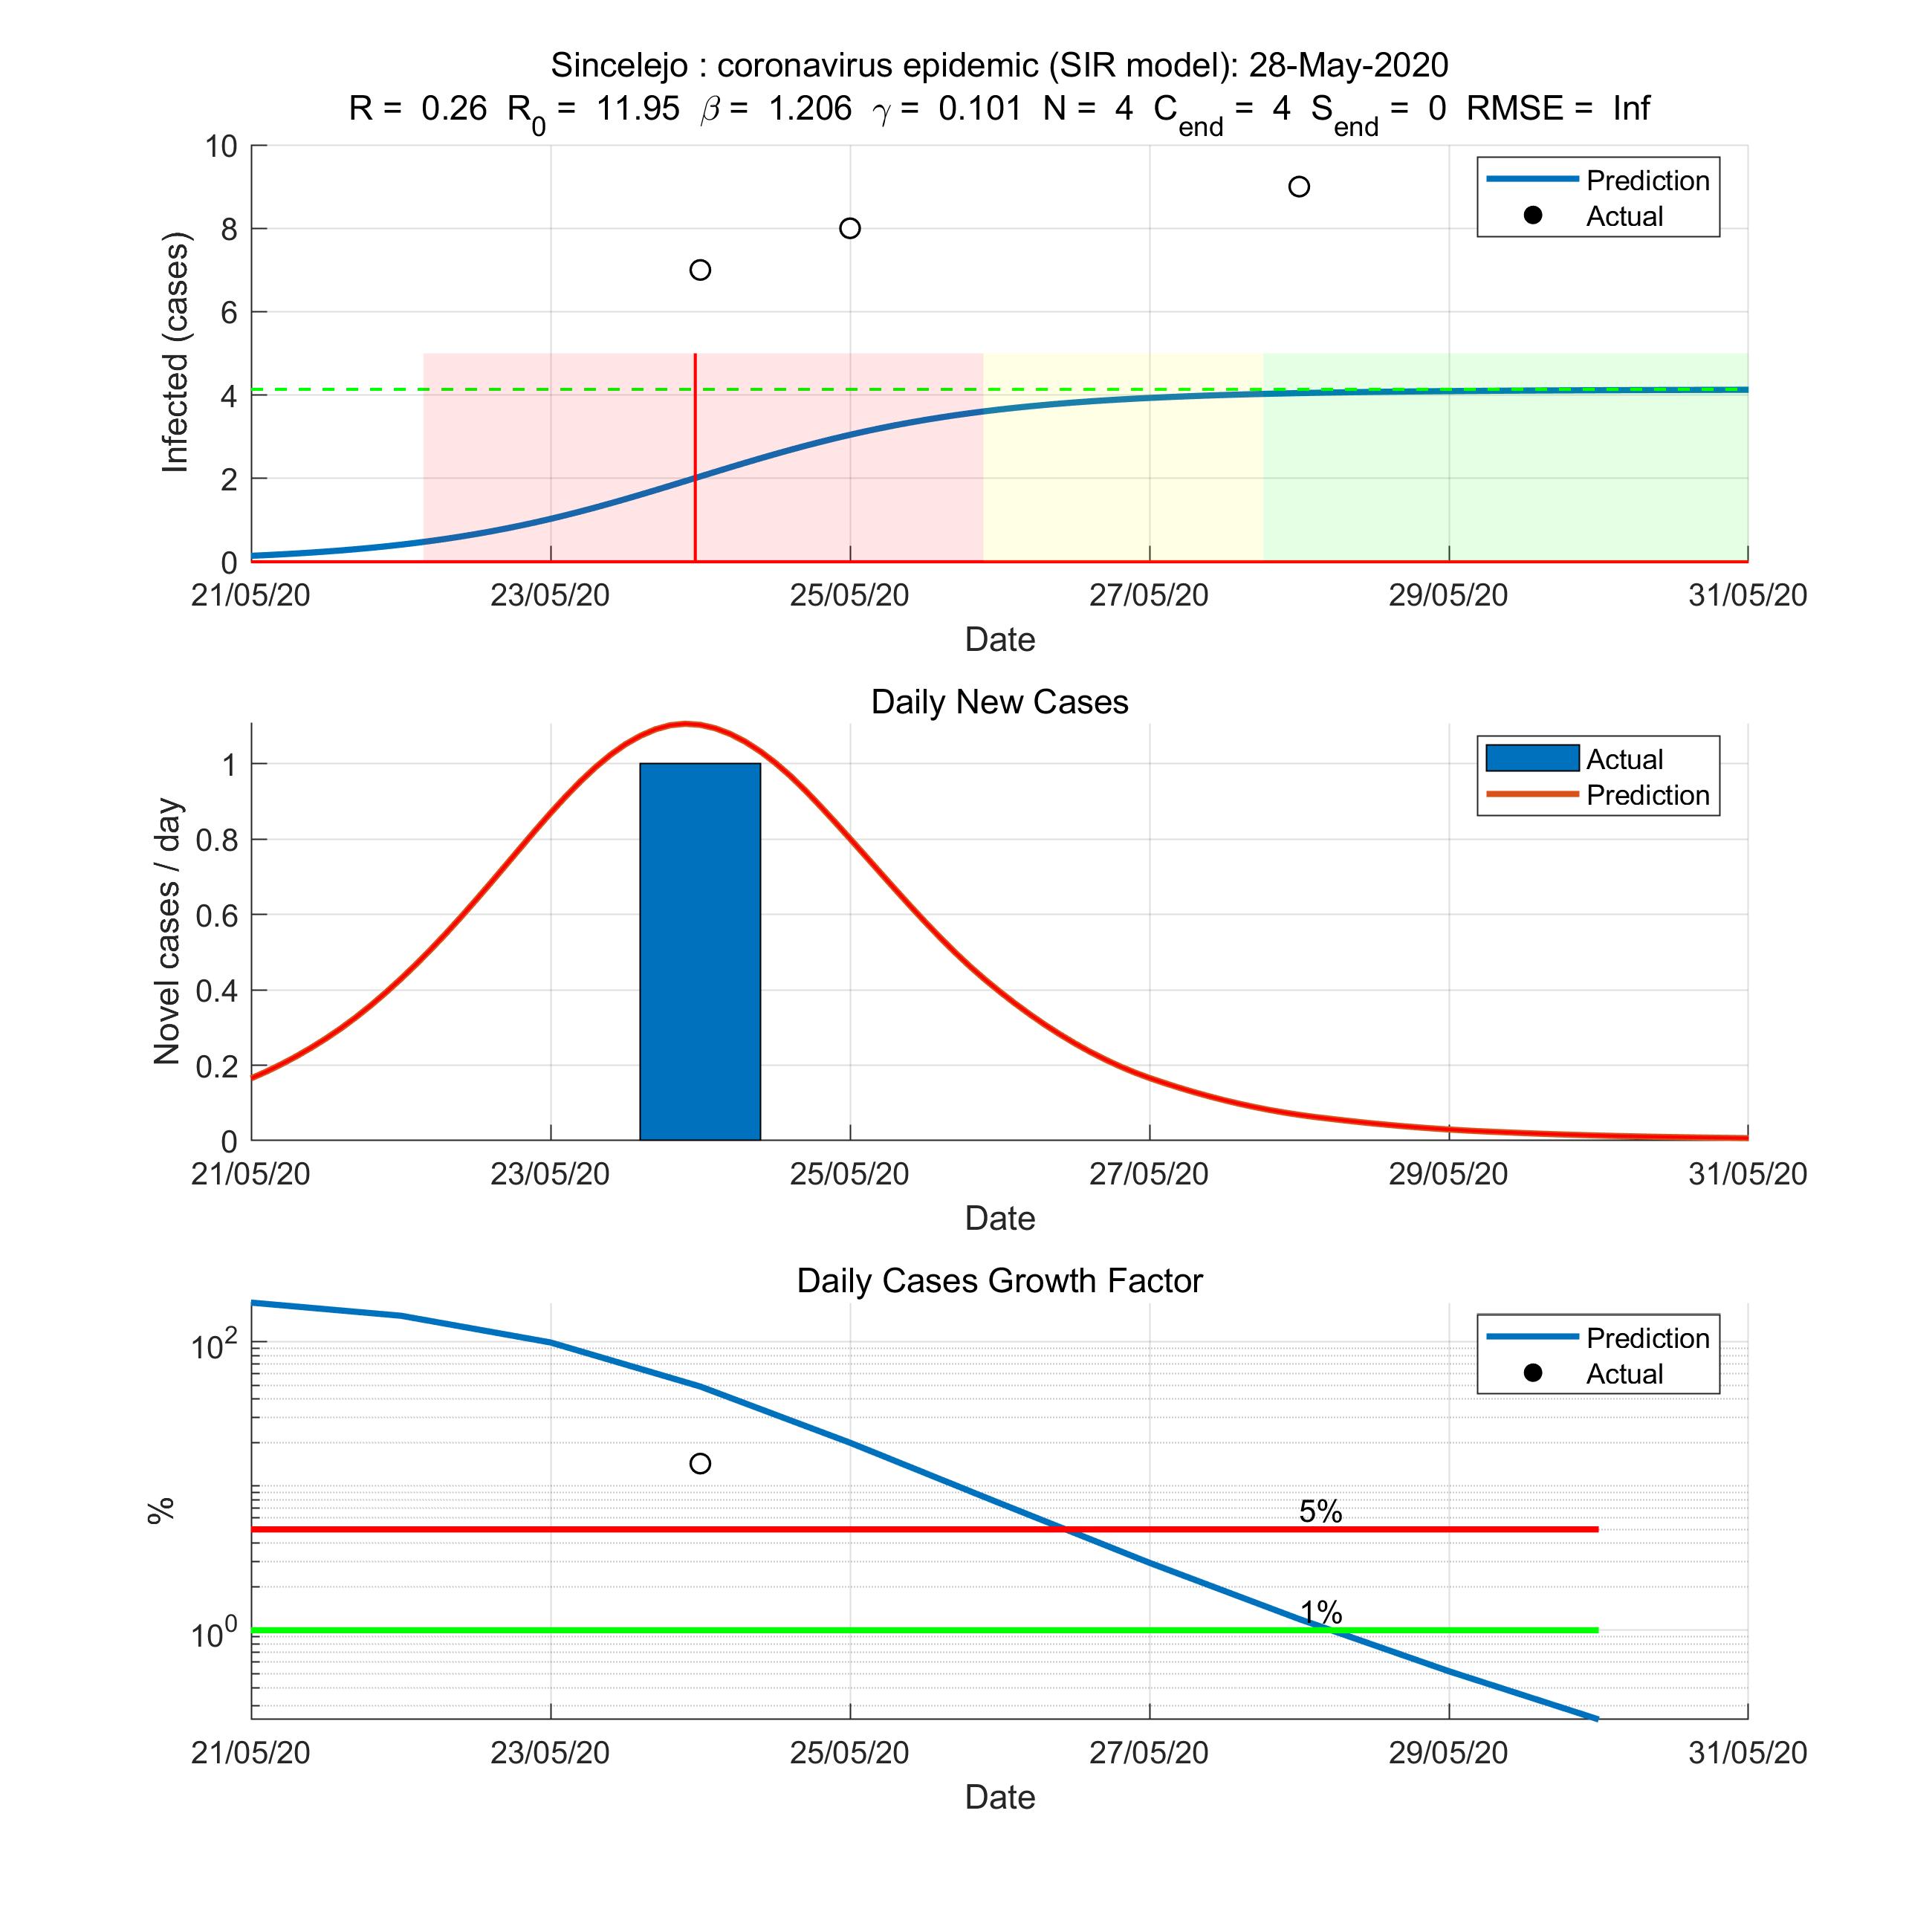 Sincelejo : coronavirus epidemic (SIR model): 28-May-2020
R = 0.26 R0 = 11.95 β = 1.206 γ = 0.101 N = 4 Cend = 4 Send = 0 RMSE = Inf
10
8
6
4
2
0
Infected (cases)
Prediction
Actual
21/05/20 23/05/20 25/05/20 27/05/20 29/05/20 31/05/20
Date
Daily New Cases
1
0.8
0.6
0.4
0.2
0
Novel cases / day
Actual
Prediction
21/05/20 23/05/20 25/05/20 27/05/20 29/05/20 31/05/20
Date
Daily Cases Growth Factor
10^2
10^0
%
Prediction
Actual
5%
1%
21/05/20 23/05/20 25/05/20 27/05/20 29/05/20 31/05/20
Date